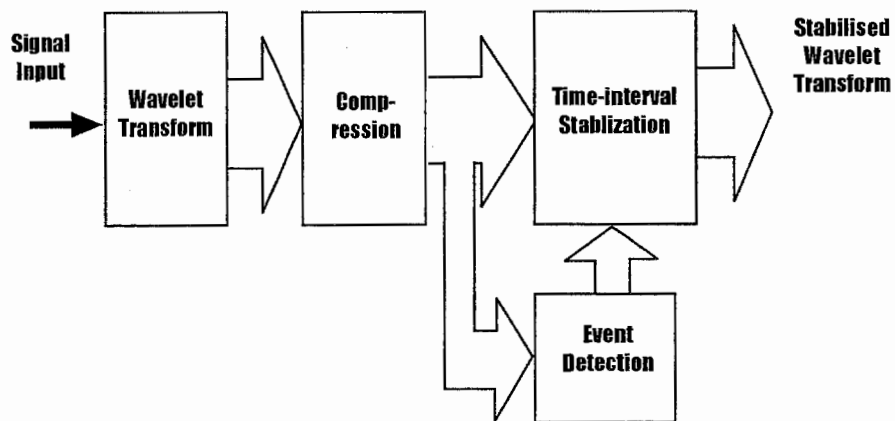 Signal
Input
Wavelet
Transform
Comp-
ression
Time-interval
Stablization
Stabilised
Wavelet
Transform
Event
Detection